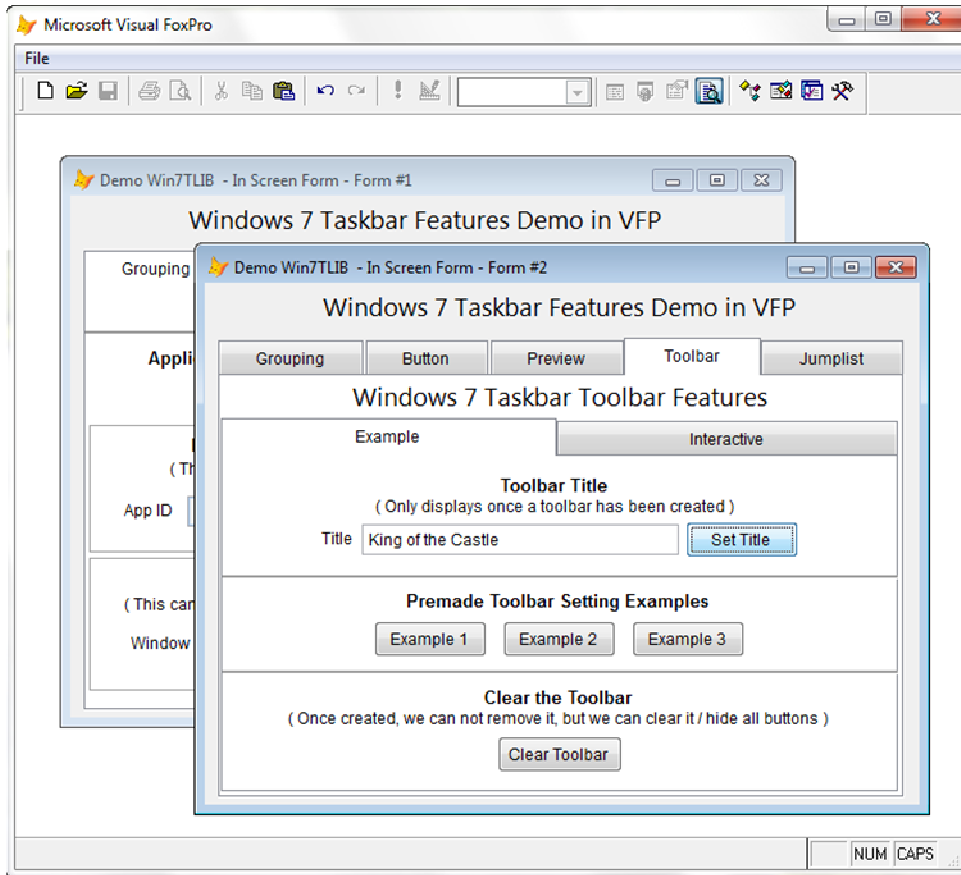 Microsoft Visual FoxPro
File
Demo Win7TLIB - In Screen Form - Form #1
Windows 7 Taskbar Features Demo in VFP
Grouping
App ID
( This can
Window
Demo Win7TLIB - In Screen Form - Form #2
Windows 7 Taskbar Features Demo in VFP
Grouping Button Preview Toolbar Jumplist
Windows 7 Taskbar Toolbar Features
Example Interactive
Toolbar Title
( Only displays once a toolbar has been created )
Title King of the Castle Set Title
Premade Toolbar Setting Examples
Example 1 Example 2 Example 3
Clear the Toolbar
( Once created, we can not remove it, but we can clear it / hide all buttons )
Clear Toolbar
NUM CAPS